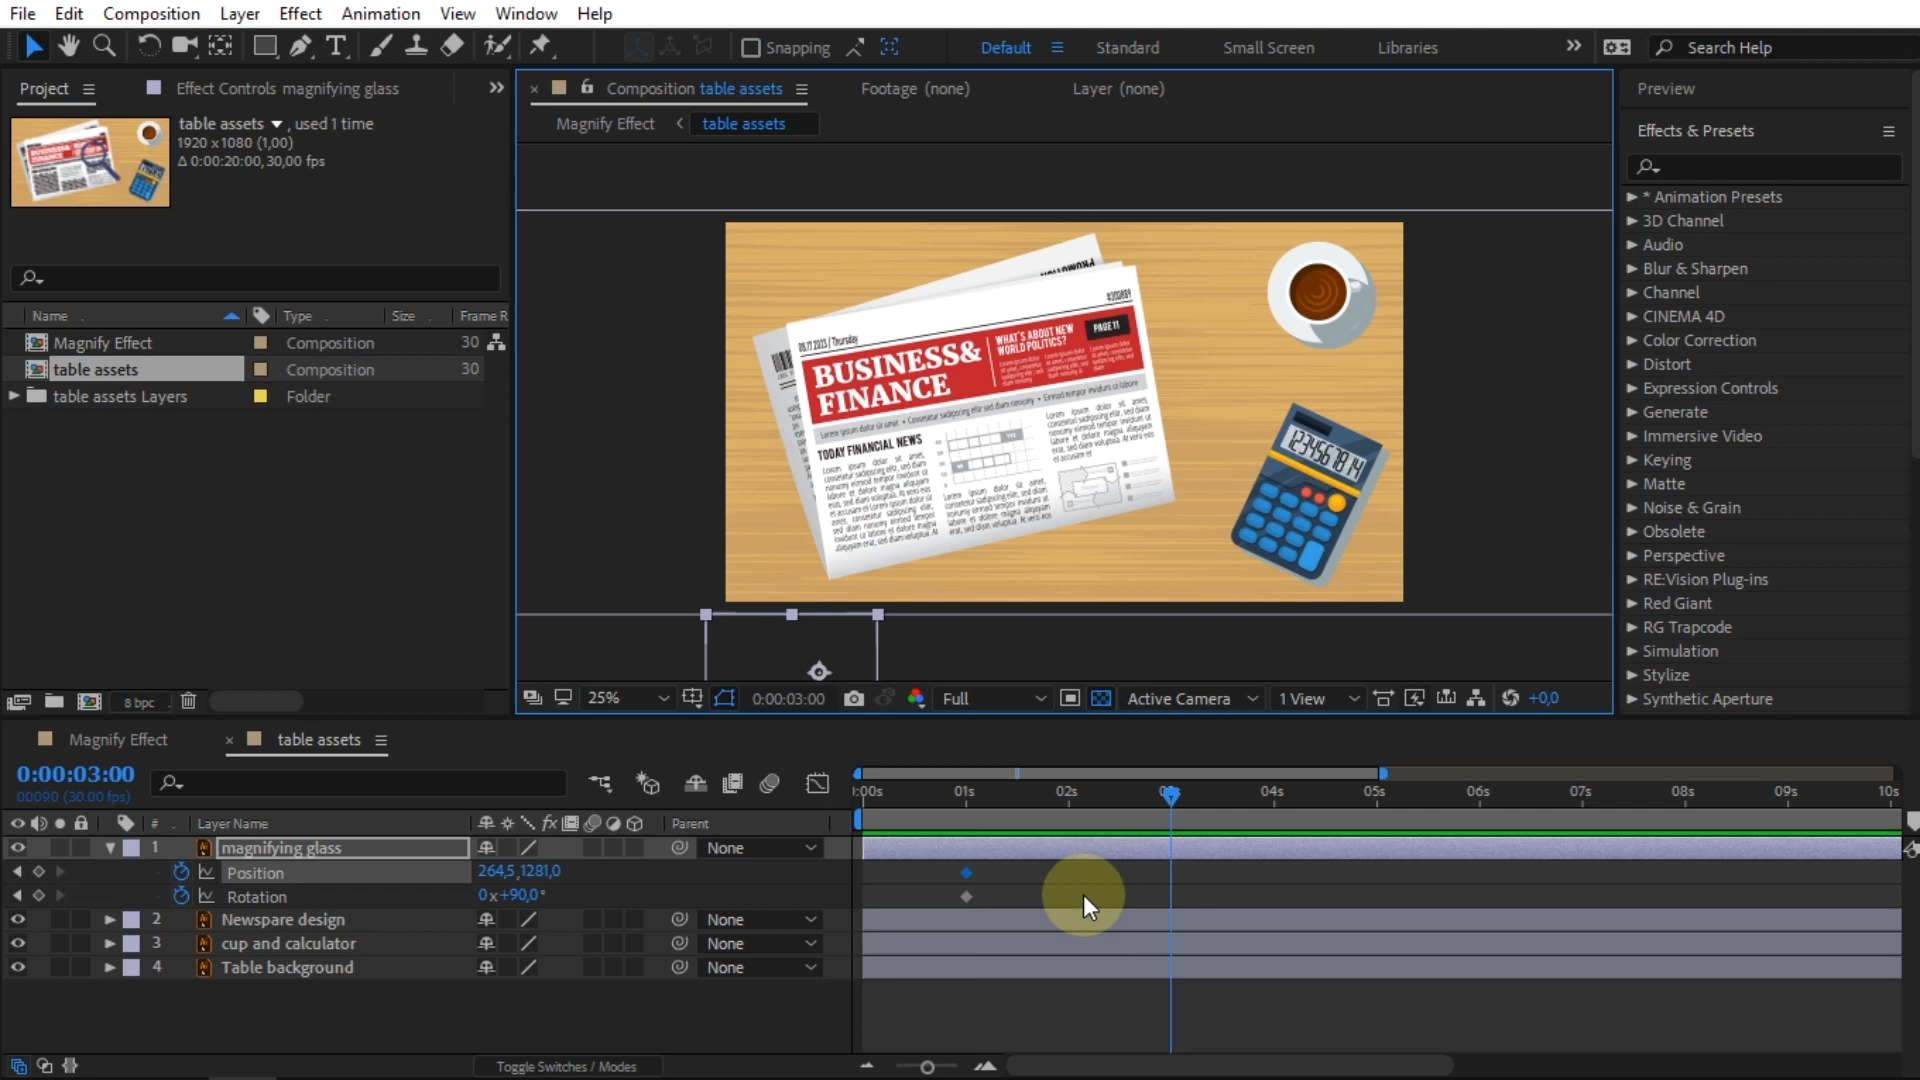 File Edit Composition Layer Effect Animation View Window Help
Snapping Default Standard Small Screen Libraries Search Help
Project Effect Controls magnifying glass
Composition table assets Footage (none) Layer (none)
Magnify Effect table assets
table assets , used 1 time
1920 x 1080 (1,00)
Δ 0:00:20:00, 30,00 fps
Name Type Size Frame R
Magnify Effect Composition 30
table assets Composition 30
table assets Layers Folder
8 bpc
08.17 2023 / Thursday
BUSINESS&
FINANCE
WHAT'S ABOUT NEW
WORLD POLITICS?
PAGE 11
TODAY FINANCIAL NEWS
1234567814
25% 0:00:03:00 Full Active Camera 1 View +0,0
Preview
Effects & Presets
* Animation Presets
3D Channel
Audio
Blur & Sharpen
Channel
CINEMA 4D
Color Correction
Distort
Expression Controls
Generate
Immersive Video
Keying
Matte
Noise & Grain
Obsolete
Perspective
RE:Vision Plug-ins
Red Giant
RG Trapcode
Simulation
Stylize
Synthetic Aperture
Magnify Effect table assets
0:00:03:00
00090 (30.00 fps)
:00s 01s 02s 04s 05s 06s 07s 08s 09s 10s
# Layer Name Parent
1 magnifying glass None
Position 264,5,1281,0
Rotation 0x+90,0°
2 Newspare design None
3 cup and calculator None
4 Table background None
Toggle Switches / Modes